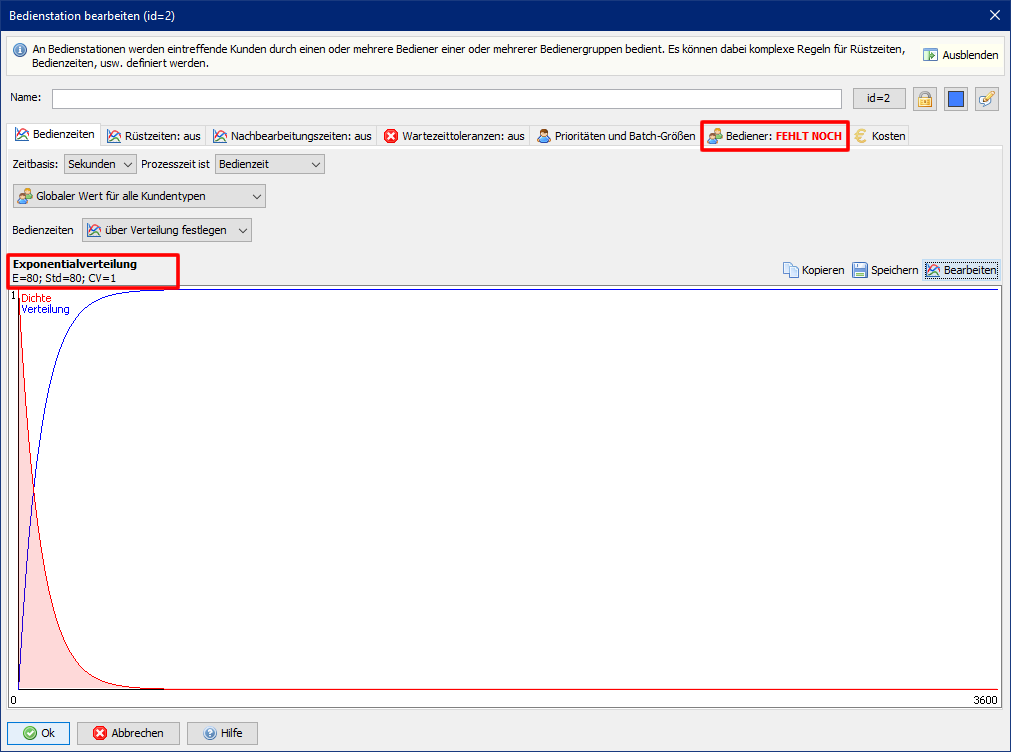 Bedienstation bearbeiten (id=2)
An Bedienstationen werden eintreffende Kunden durch einen oder mehrere Bediener einer oder mehrerer Bedienergruppen bedient. Es können dabei komplexe Regeln für Rüstzeiten,
Bedienzeiten, usw. definiert werden.
Ausblenden
Name:
id=2
Bedienzeiten
Rüstzeiten: aus
Nachbearbeitungszeiten: aus
Wartezeittoleranzen: aus
Prioritäten und Batch-Größen
Bediener: FEHLT NOCH
Kosten
Zeitbasis:
Sekunden
Prozesszeit ist
Bedienzeit
Globaler Wert für alle Kundentypen
Bedienzeiten
über Verteilung festlegen
Exponentialverteilung
E=80; Std=80; CV=1
Kopieren
Speichern
Bearbeiten
1
Dichte
Verteilung
0
3600
Ok
Abbrechen
Hilfe